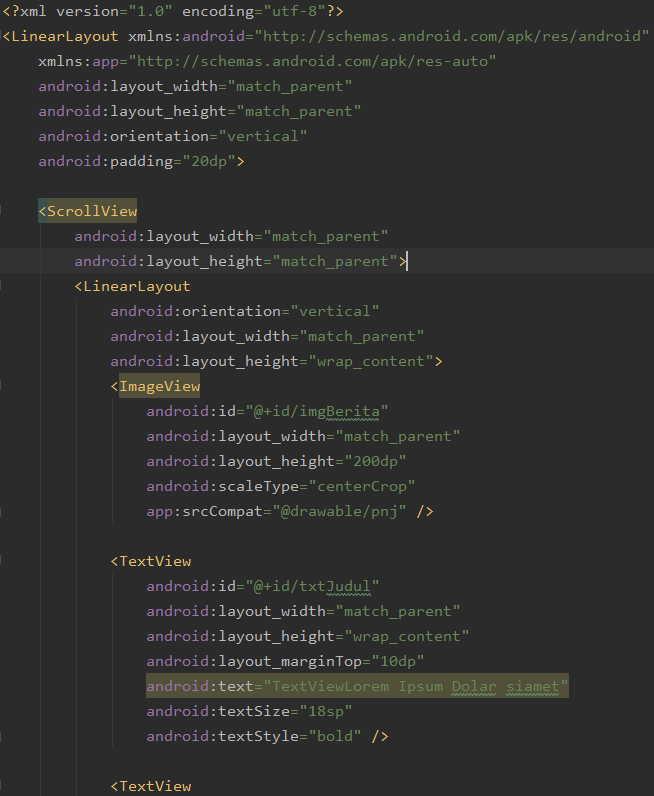 <?xml version="1.0" encoding="utf-8"?>
<LinearLayout xmlns:android="http://schemas.android.com/apk/res/android"
    xmlns:app="http://schemas.android.com/apk/res-auto"
    android:layout_width="match_parent"
    android:layout_height="match_parent"
    android:orientation="vertical"
    android:padding="20dp">

    <ScrollView
        android:layout_width="match_parent"
        android:layout_height="match_parent">
        <LinearLayout
            android:orientation="vertical"
            android:layout_width="match_parent"
            android:layout_height="wrap_content">
            <ImageView
                android:id="@+id/imgBerita"
                android:layout_width="match_parent"
                android:layout_height="200dp"
                android:scaleType="centerCrop"
                app:srcCompat="@drawable/pnj" />

            <TextView
                android:id="@+id/txtJudul"
                android:layout_width="match_parent"
                android:layout_height="wrap_content"
                android:layout_marginTop="10dp"
                android:text="TextViewLorem Ipsum Dolar siamet"
                android:textSize="18sp"
                android:textStyle="bold" />

            <TextView